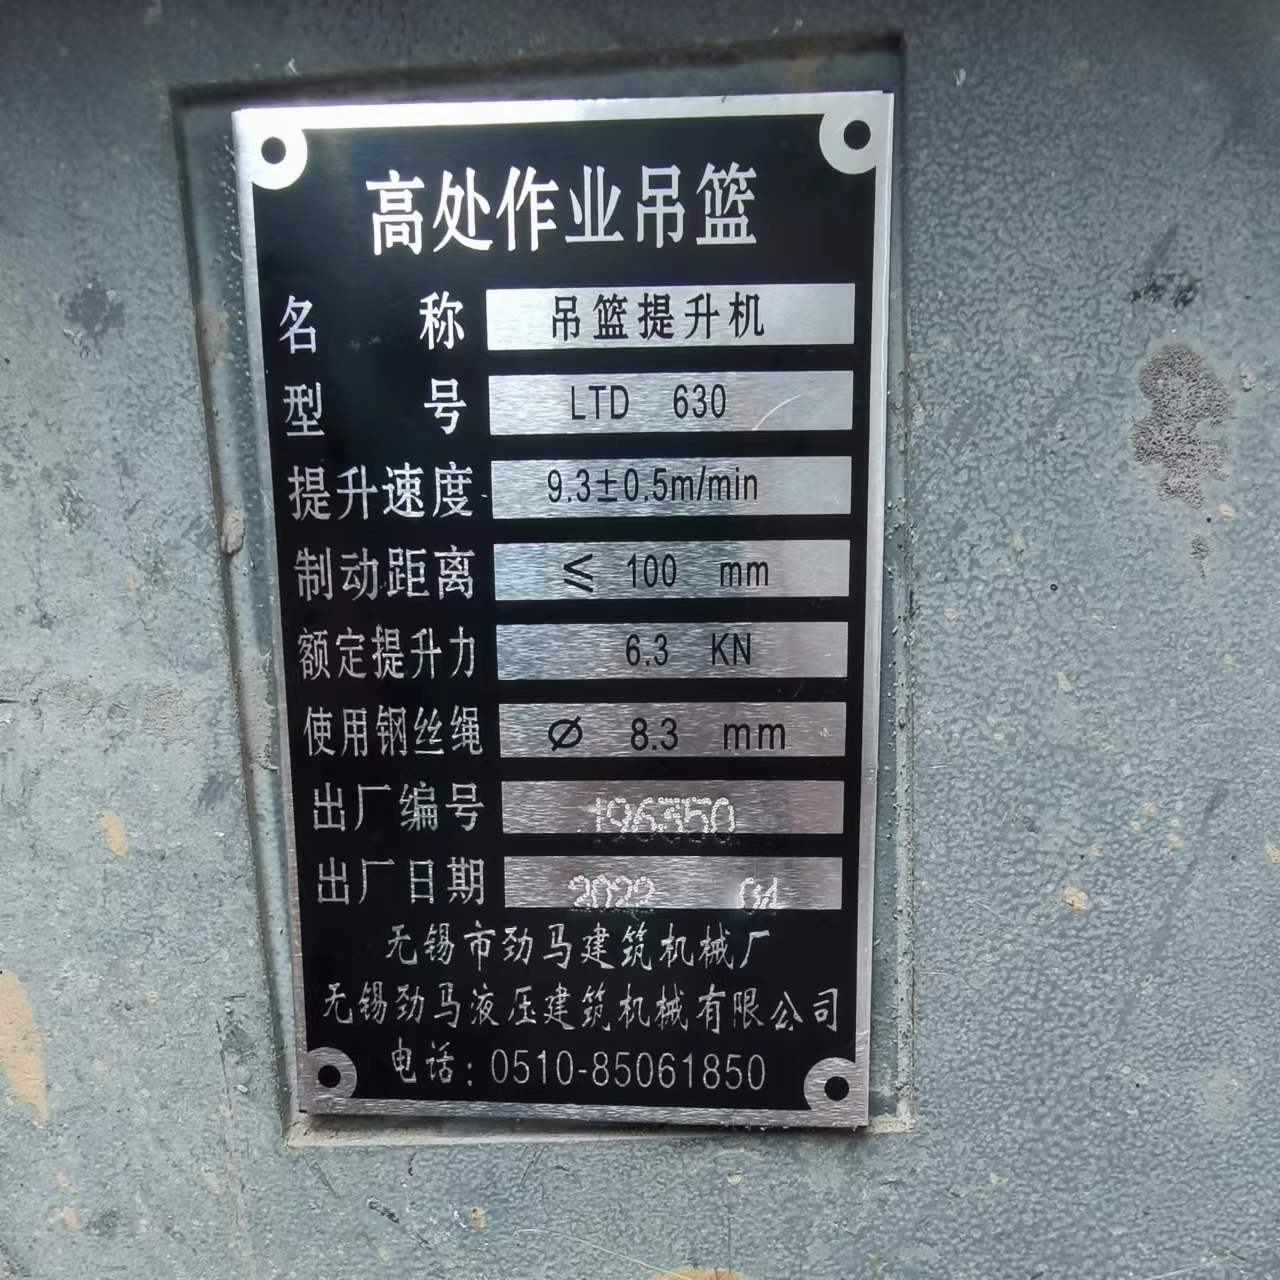 高处作业吊篮
名称 吊篮提升机
型号 LTD 630
提升速度 9.3±0.5m/min
制动距离 ≤ 100 mm
额定提升力 6.3 KN
使用钢丝绳 Ø 8.3 mm
出厂编号
出厂日期 2022 04
无锡市劲马建筑机械厂
无锡劲马液压建筑机械有限公司
电话：0510-85061850